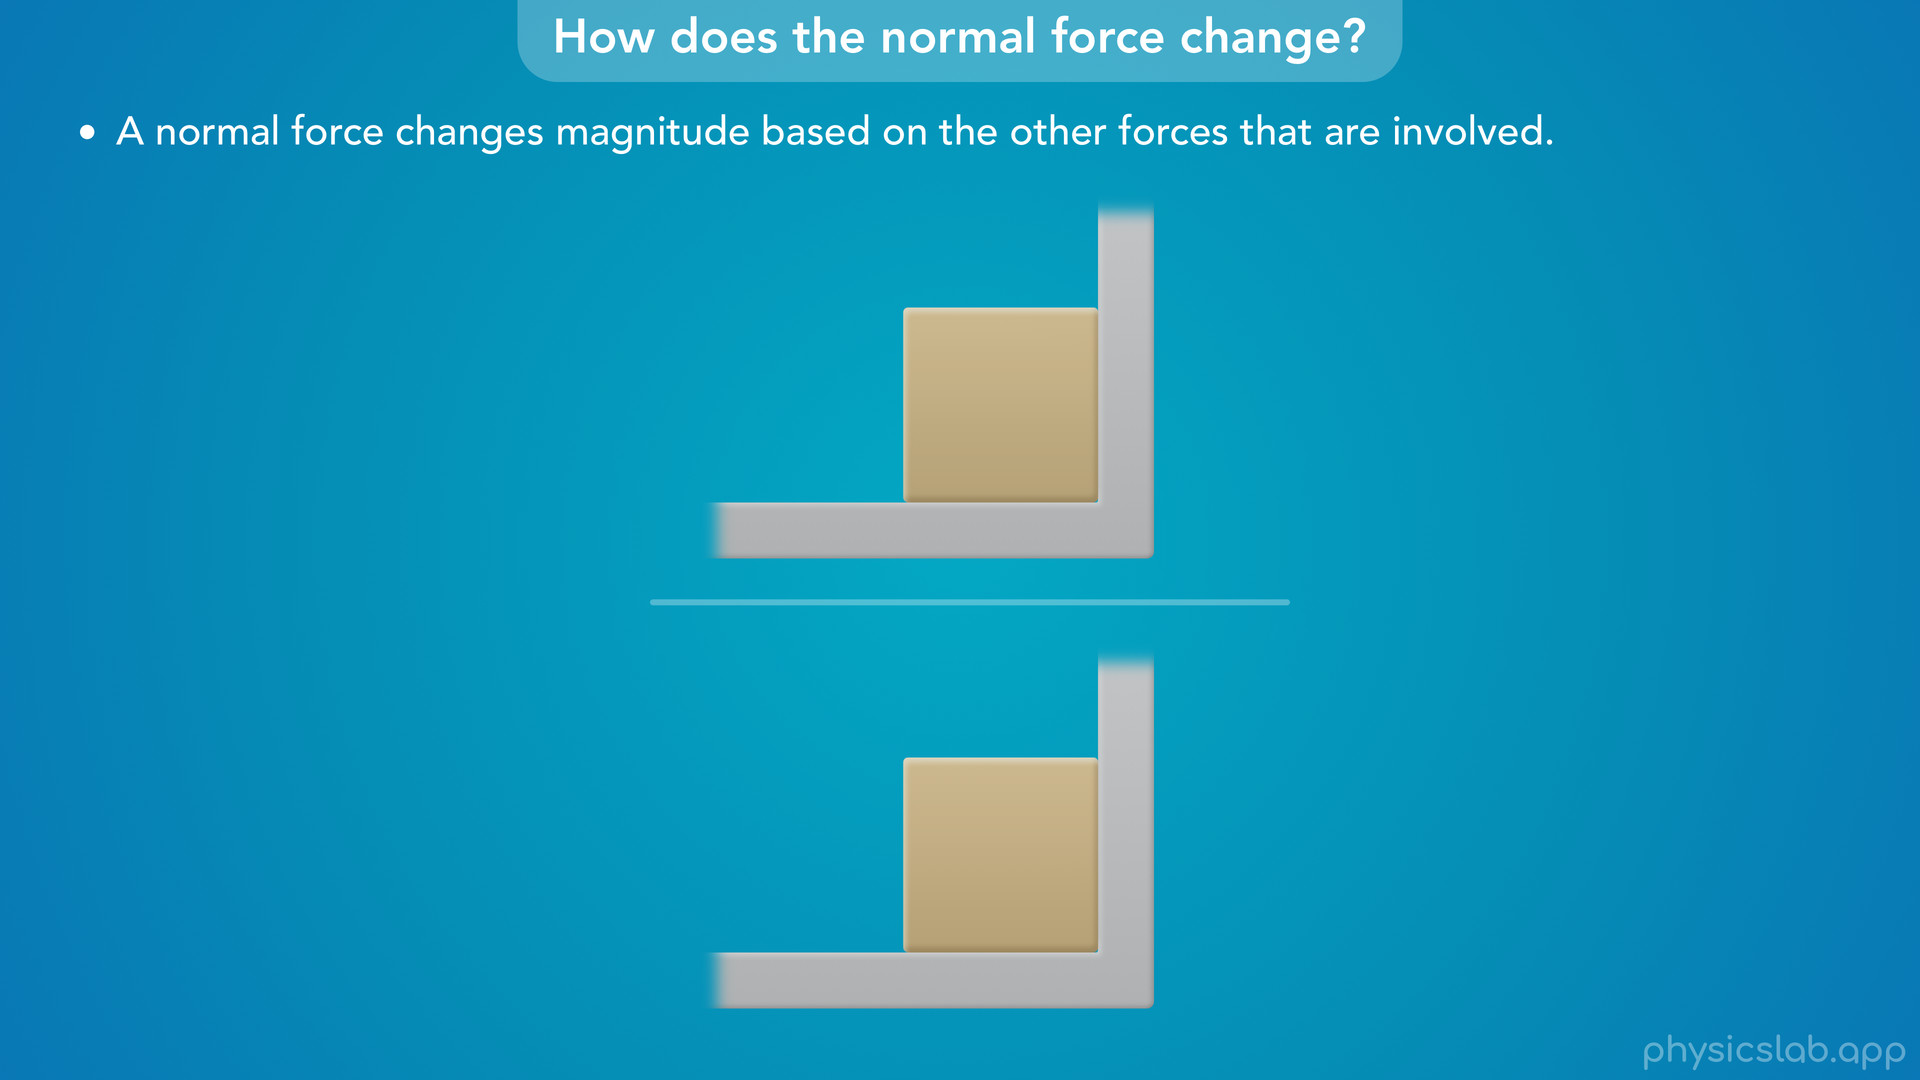 How does the normal force change?
• A normal force changes magnitude based on the other forces that are involved.
physicslab.app